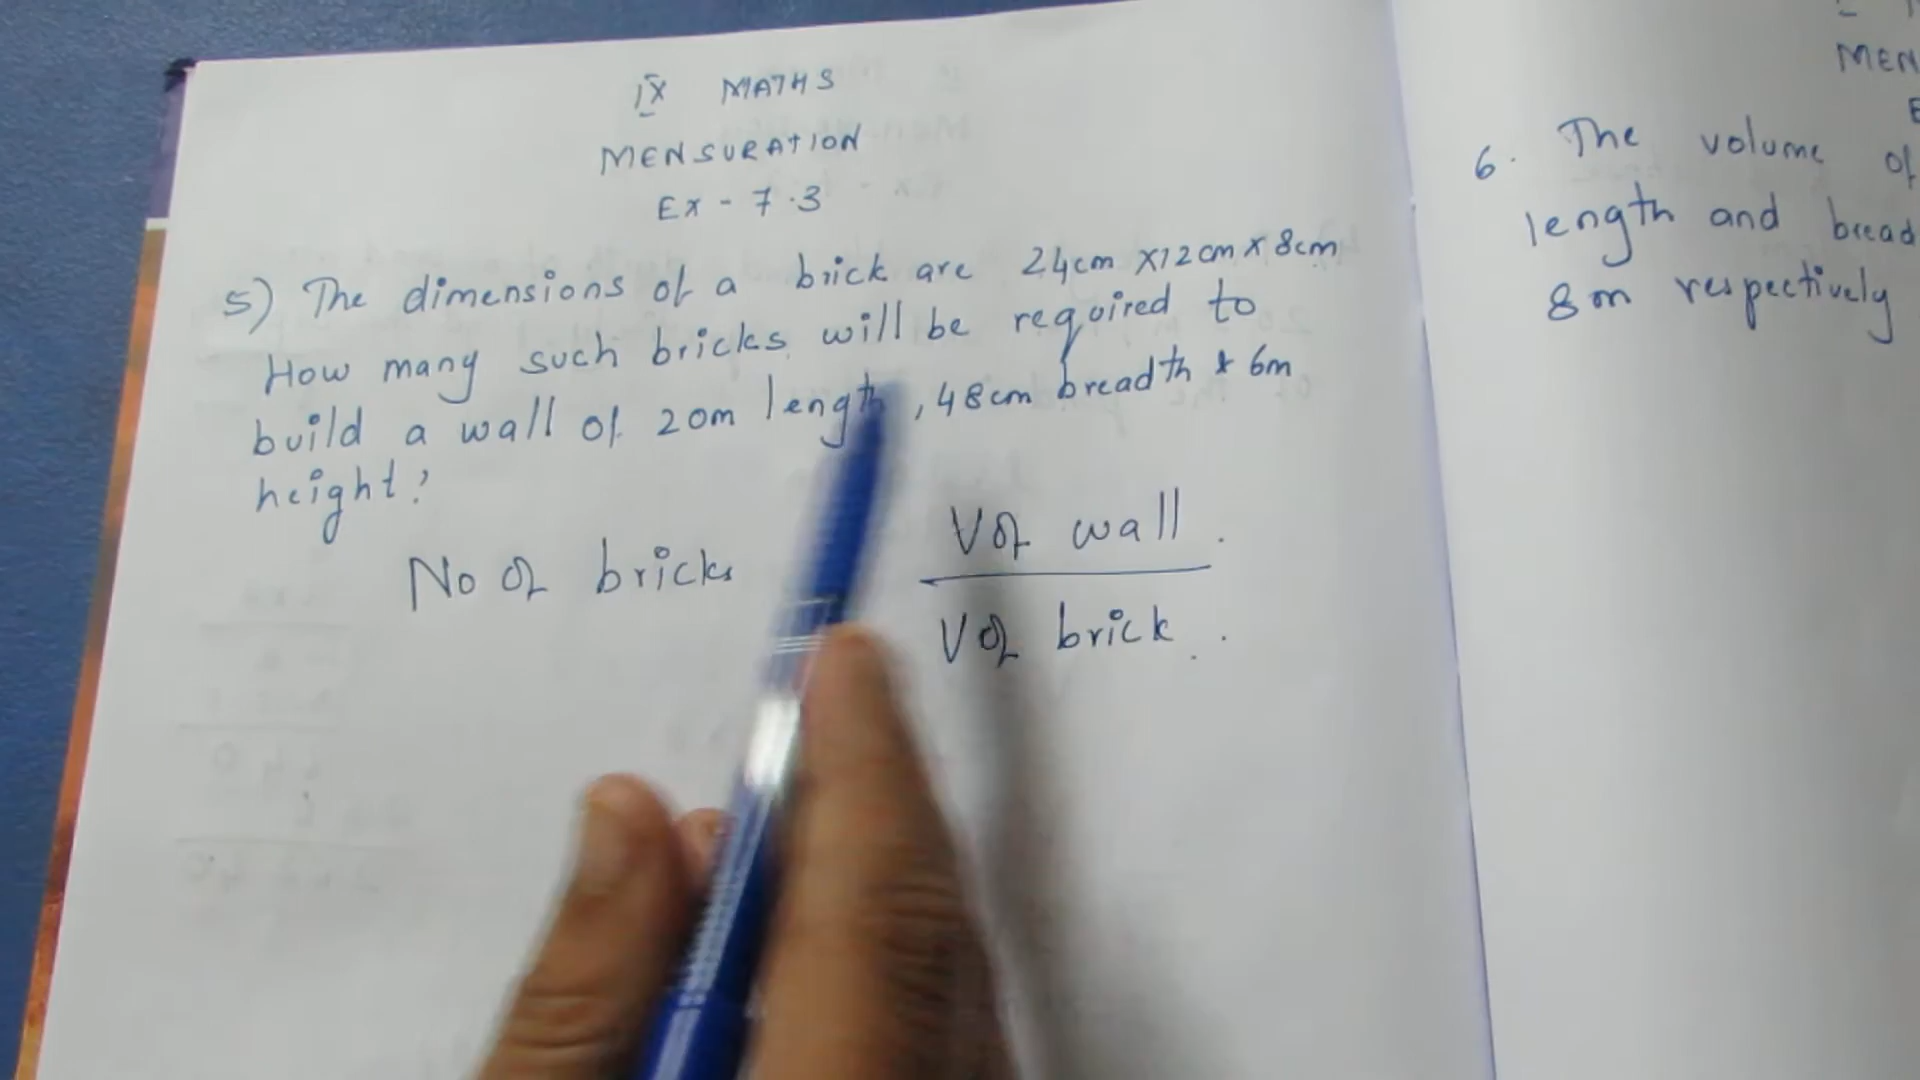 IX MATHS
MENSURATION
Ex - 7.3
5) The dimensions of a brick are 24cm x12cm x 8cm
How many such bricks will be required to
build a wall of 20m length, 48cm breadth & 6m
height?
No of bricks
V of wall.
V of brick.
MEN
6. The volume of
length and bread
8m respectively